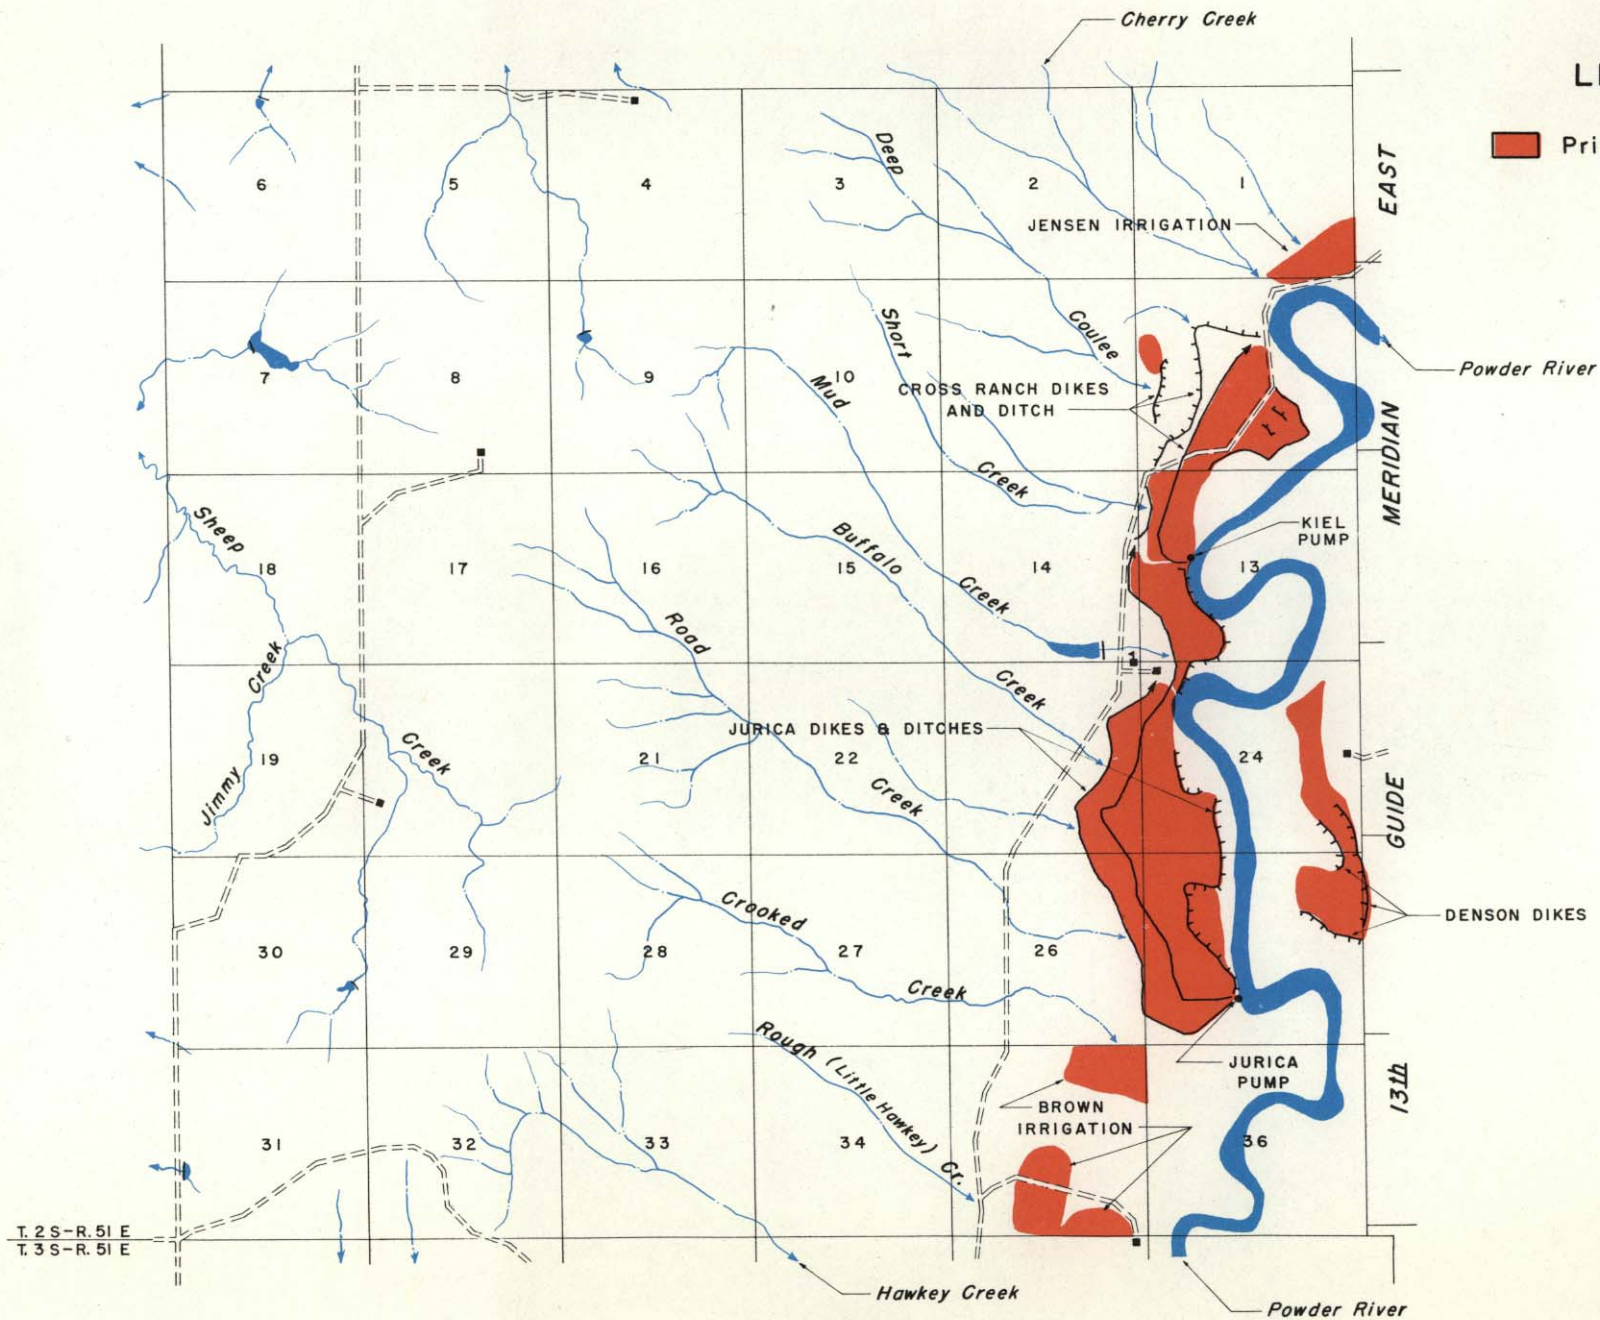 Cherry Creek
6
5
4
3
2
1
Deep
Coulee
EAST
JENSEN IRRIGATION
Short
Creek
Powder River
7
8
9
10
Mud
Creek
CROSS RANCH DIKES
AND DITCH
MERIDIAN
Sheep
Creek
18
17
16
15
14
13
Buffalo
Creek
KIEL
PUMP
Road
Creek
Jimmy
Creek
19
21
22
24
JURICA DIKES & DITCHES
GUIDE
Crooked
Creek
30
29
28
27
26
DENSON DIKES
Rough (Little Hawkey) Cr.
JURICA
PUMP
13th
BROWN
IRRIGATION
31
32
33
34
36
T. 2 S-R. 51 E
T. 3 S-R. 51 E
Hawkey Creek
Powder River